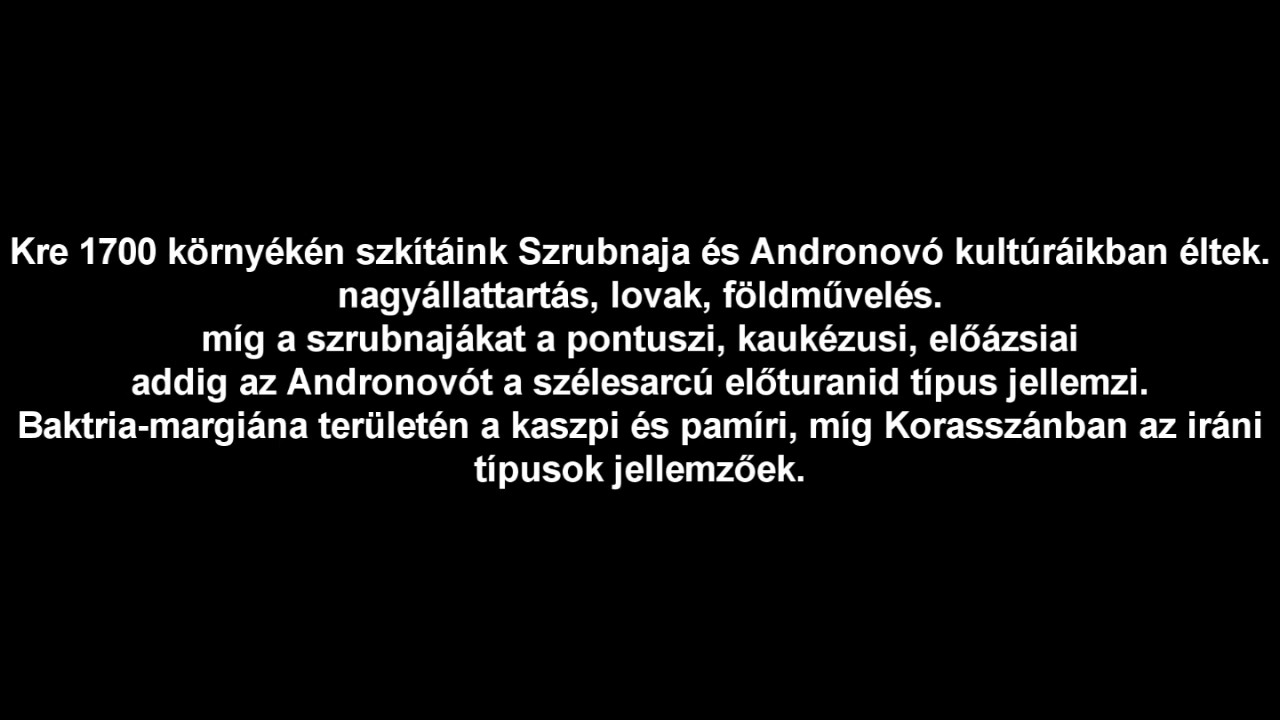 Kre 1700 környékén szkítáink Szrubnaja és Andronovó kultúráikban éltek.
nagyállattartás, lovak, földművelés.
míg a szrubnajákat a pontuszi, kaukézusi, előázsiai
addig az Andronovót a szélesarcú előturanid típus jellemzi.
Baktria-margiána területén a kaszpi és pamíri, míg Korasszánban az iráni
típusok jellemzőek.